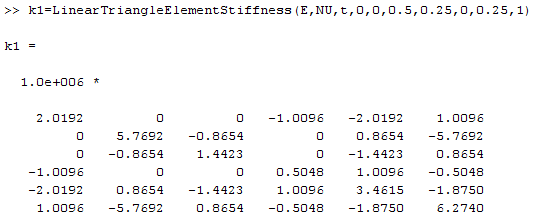 >> k1=LinearTriangleElementStiffness(E,NU,t,0,0,0.5,0.25,0,0.25,1)
k1 =
1.0e+006 *
2.0192 0 0 -1.0096 -2.0192 1.0096
0 5.7692 -0.8654 0 0.8654 -5.7692
0 -0.8654 1.4423 0 -1.4423 0.8654
-1.0096 0 0 0.5048 1.0096 -0.5048
-2.0192 0.8654 -1.4423 1.0096 3.4615 -1.8750
1.0096 -5.7692 0.8654 -0.5048 -1.8750 6.2740